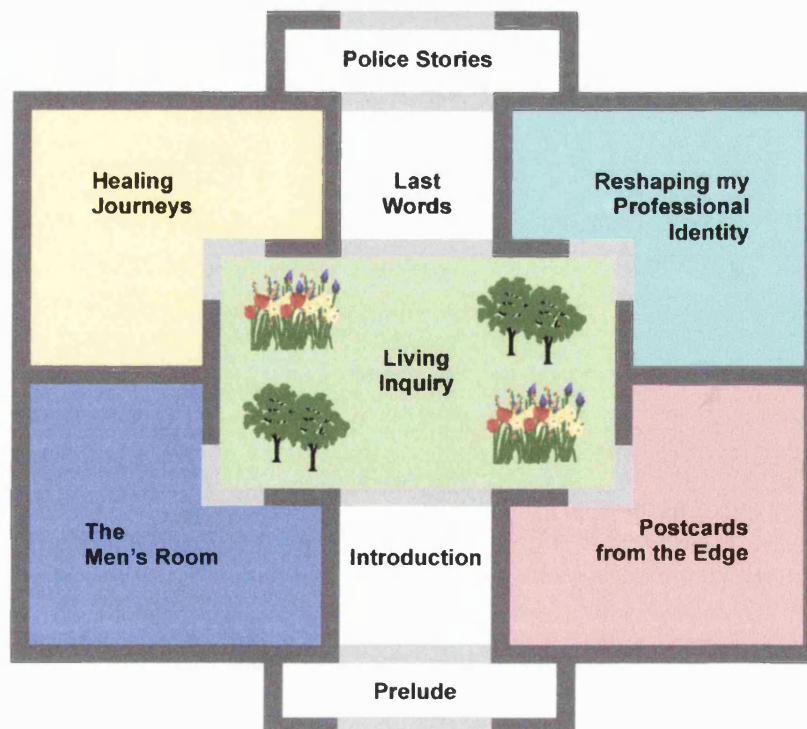 Police Stories
Healing
Journeys
Last
Words
Reshaping my
Professional
Identity
Living
Inquiry
The
Men's Room
Introduction
Postcards
from the Edge
Prelude